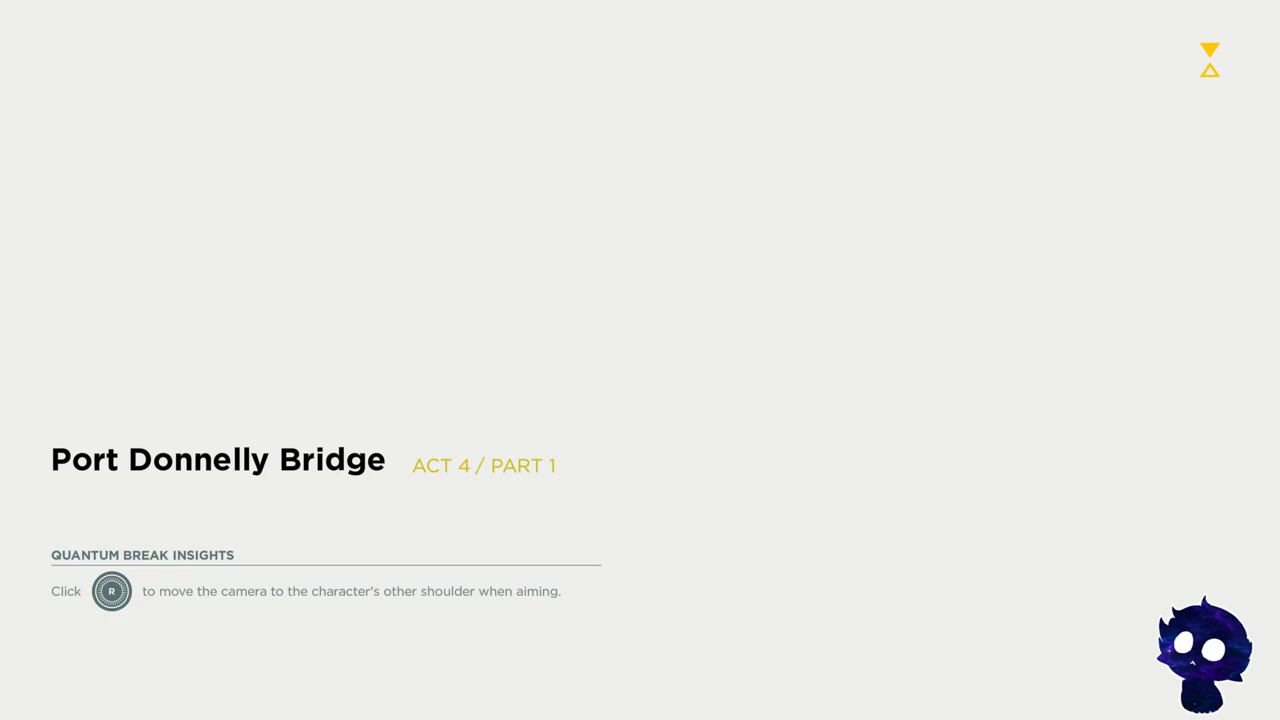 Port Donnelly Bridge ACT 4 / PART 1
QUANTUM BREAK INSIGHTS
Click R to move the camera to the character's other shoulder when aiming.